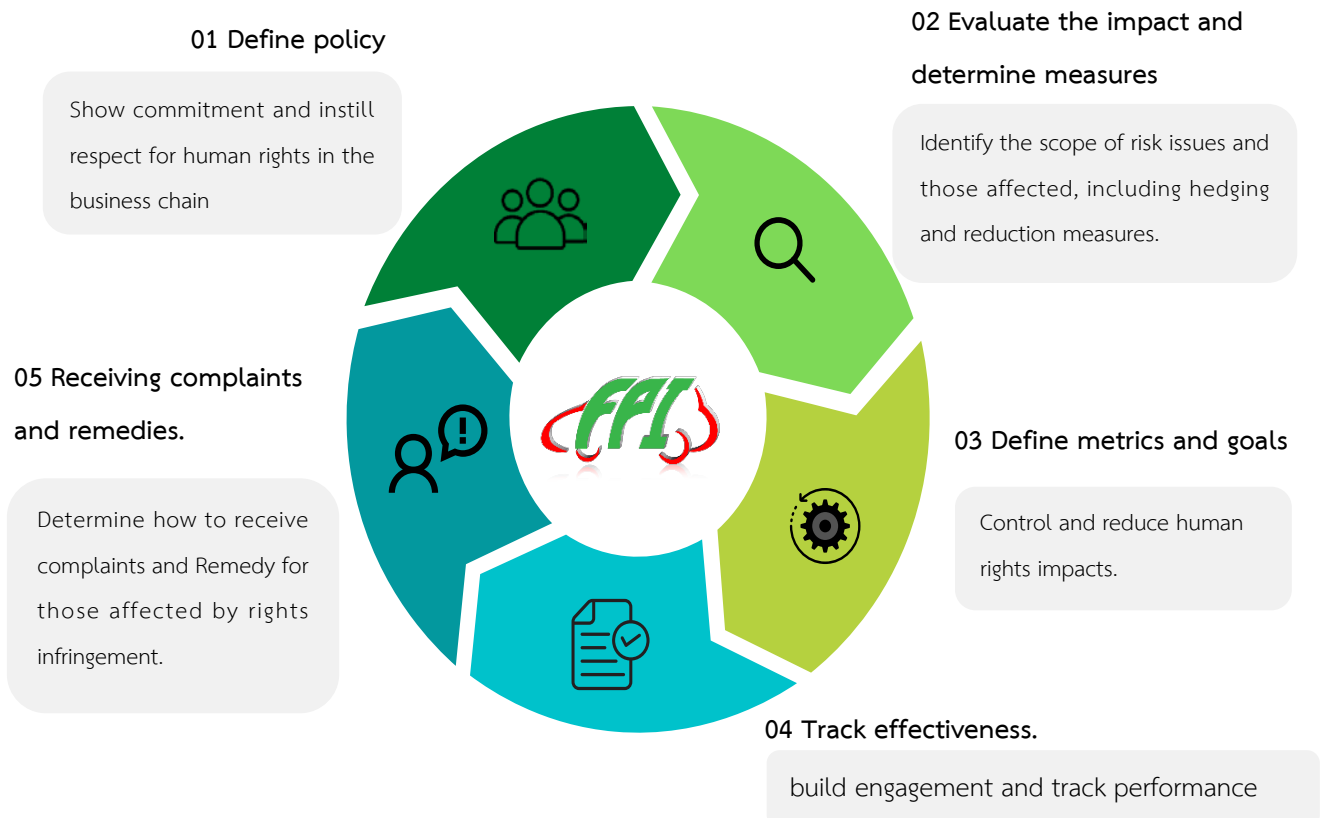 01 Define policy
Show commitment and instill
respect for human rights in the
business chain
02 Evaluate the impact and
determine measures
Identify the scope of risk issues and
those affected, including hedging
and reduction measures.
03 Define metrics and goals
Control and reduce human
rights impacts.
04 Track effectiveness.
build engagement and track performance
05 Receiving complaints
and remedies.
Determine how to receive
complaints and Remedy for
those affected by rights
infringement.
FPI